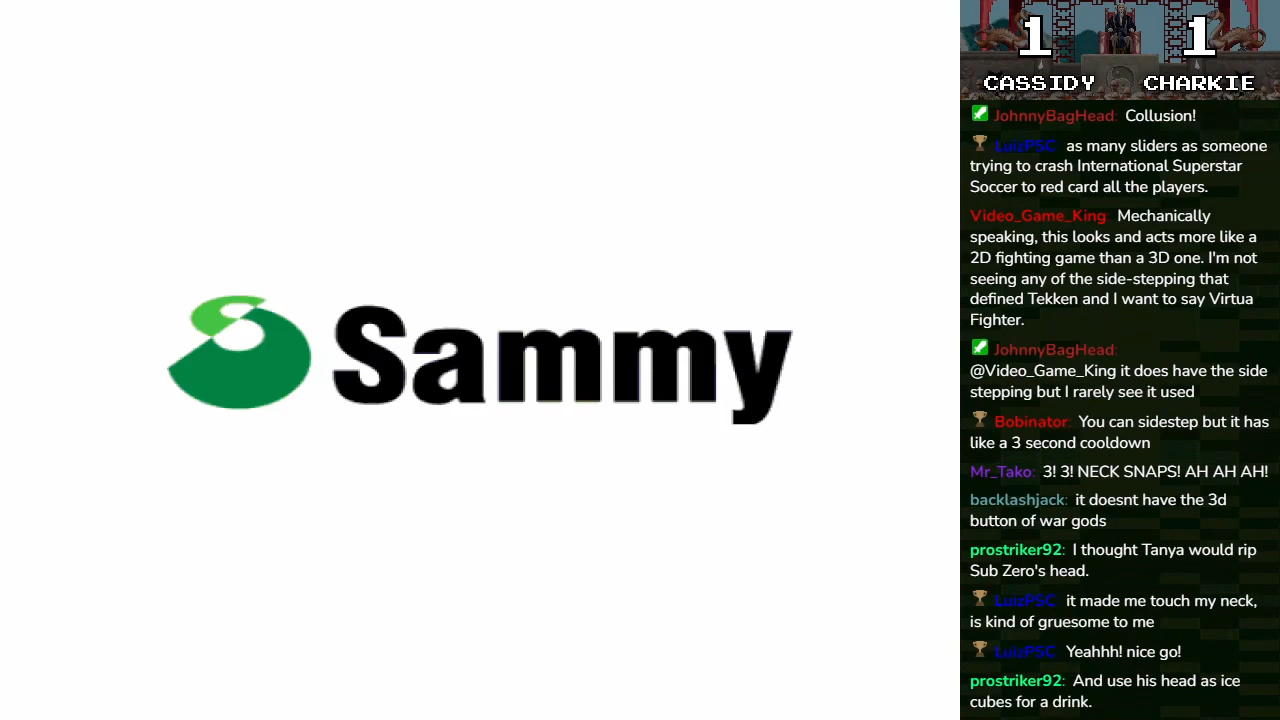 Sammy
1 1
CASSIDY CHARKIE
JohnnyBagHead: Collusion!
LuizPSC: as many sliders as someone
trying to crash International Superstar
Soccer to red card all the players.
Video_Game_King: Mechanically
speaking, this looks and acts more like a
2D fighting game than a 3D one. I'm not
seeing any of the side-stepping that
defined Tekken and I want to say Virtua
Fighter.
JohnnyBagHead:
@Video_Game_King it does have the side
stepping but I rarely see it used
Bobinator: You can sidestep but it has
like a 3 second cooldown
Mr_Tako: 3! 3! NECK SNAPS! AH AH AH!
backlashjack: it doesnt have the 3d
button of war gods
prostriker92: I thought Tanya would rip
Sub Zero's head.
LuizPSC: it made me touch my neck,
is kind of gruesome to me
LuizPSC: Yeahhh! nice go!
prostriker92: And use his head as ice
cubes for a drink.